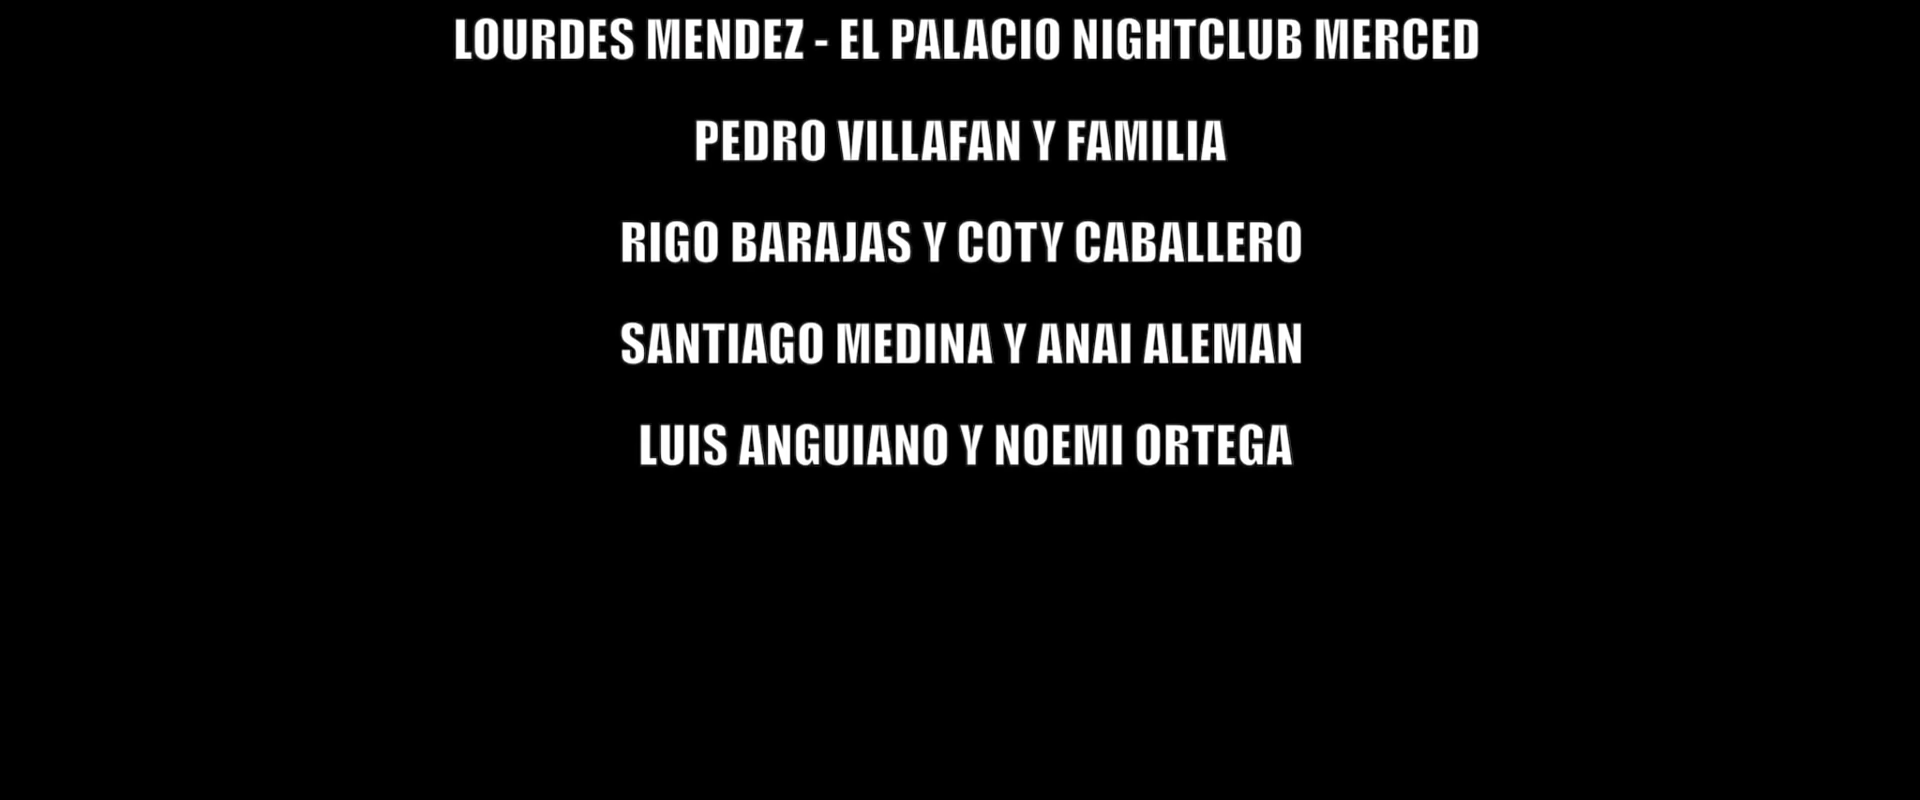 LOURDES MENDEZ - EL PALACIO NIGHTCLUB MERCED
PEDRO VILLAFAN Y FAMILIA
RIGO BARAJAS Y COTY CABALLERO
SANTIAGO MEDINA Y ANAI ALEMAN
LUIS ANGUIANO Y NOEMI ORTEGA